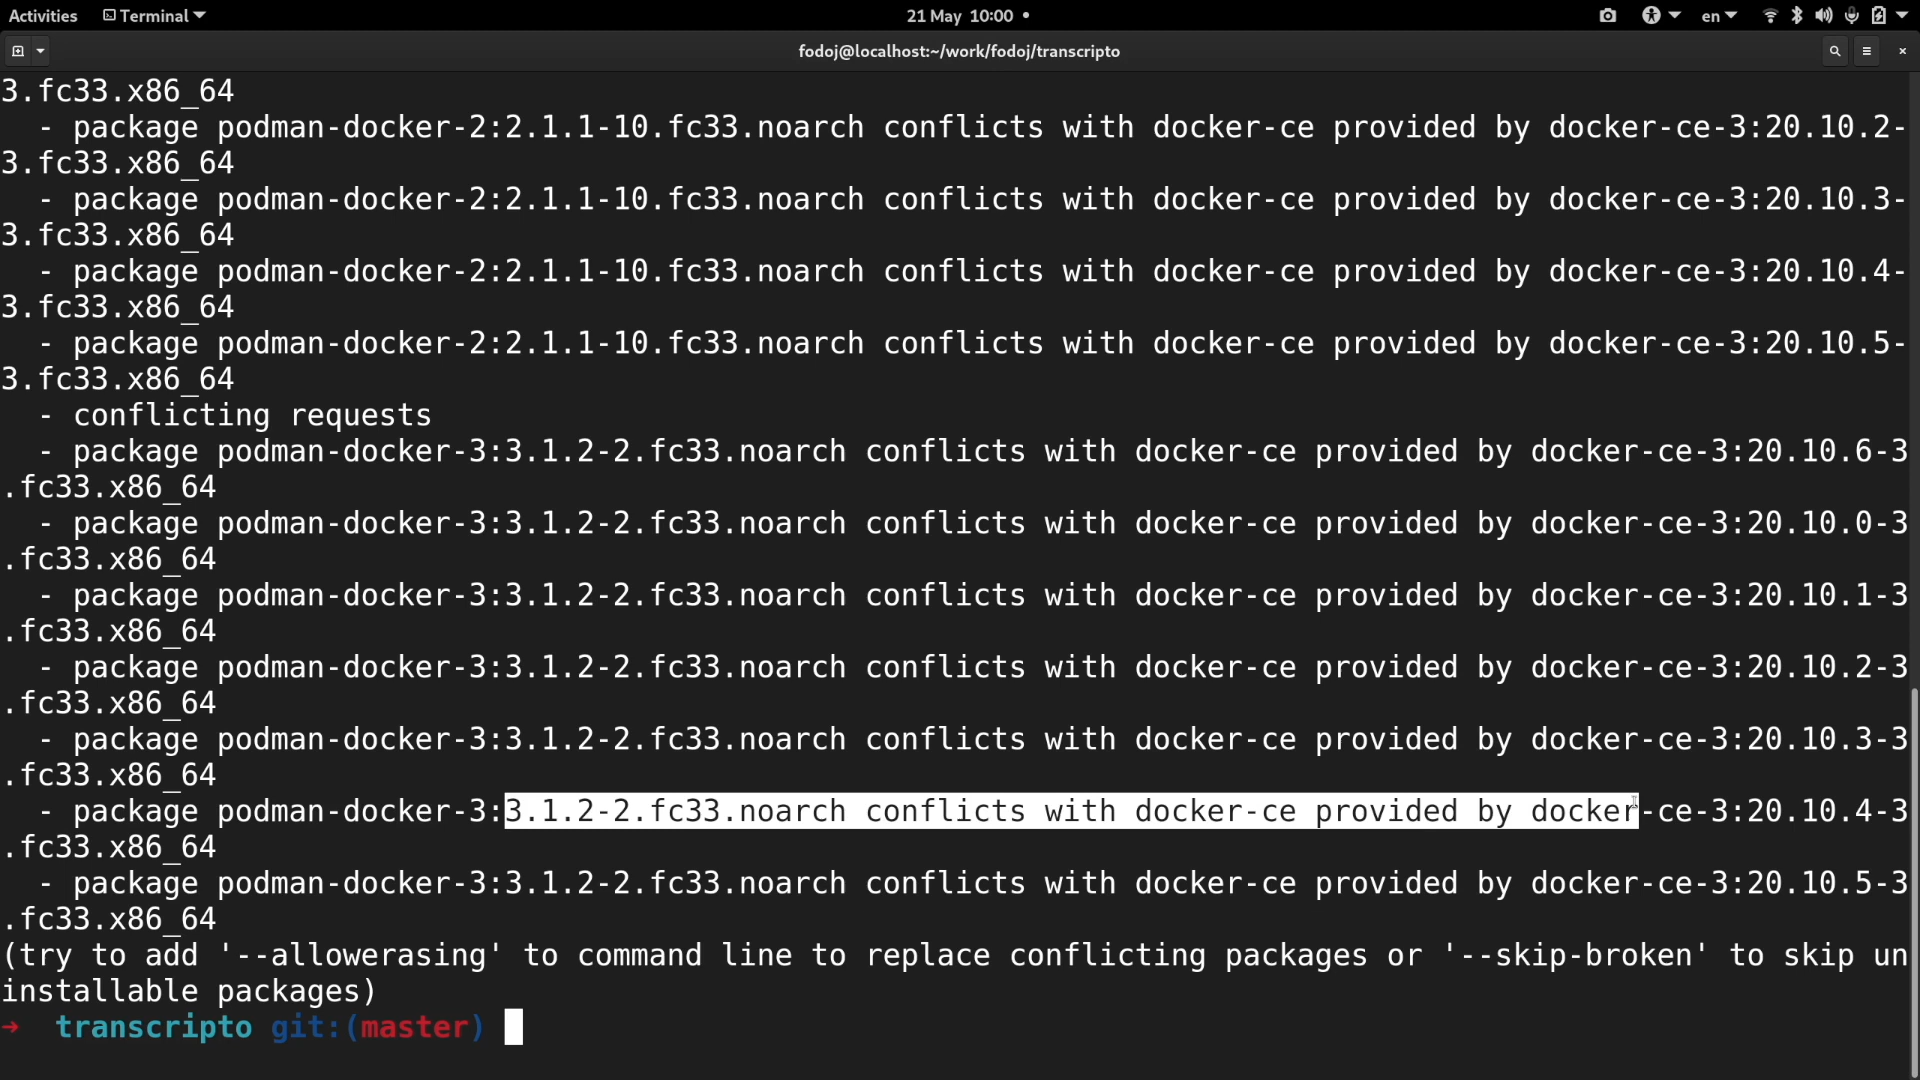 Activities Terminal 21 May 10:00 en
fodoj@localhost:~/work/fodoj/transcripto
3.fc33.x86_64
- package podman-docker-2:2.1.1-10.fc33.noarch conflicts with docker-ce provided by docker-ce-3:20.10.2-
3.fc33.x86_64
- package podman-docker-2:2.1.1-10.fc33.noarch conflicts with docker-ce provided by docker-ce-3:20.10.3-
3.fc33.x86_64
- package podman-docker-2:2.1.1-10.fc33.noarch conflicts with docker-ce provided by docker-ce-3:20.10.4-
3.fc33.x86_64
- package podman-docker-2:2.1.1-10.fc33.noarch conflicts with docker-ce provided by docker-ce-3:20.10.5-
3.fc33.x86_64
- conflicting requests
- package podman-docker-3:3.1.2-2.fc33.noarch conflicts with docker-ce provided by docker-ce-3:20.10.6-3
.fc33.x86_64
- package podman-docker-3:3.1.2-2.fc33.noarch conflicts with docker-ce provided by docker-ce-3:20.10.0-3
.fc33.x86_64
- package podman-docker-3:3.1.2-2.fc33.noarch conflicts with docker-ce provided by docker-ce-3:20.10.1-3
.fc33.x86_64
- package podman-docker-3:3.1.2-2.fc33.noarch conflicts with docker-ce provided by docker-ce-3:20.10.2-3
.fc33.x86_64
- package podman-docker-3:3.1.2-2.fc33.noarch conflicts with docker-ce provided by docker-ce-3:20.10.3-3
.fc33.x86_64
- package podman-docker-3:3.1.2-2.fc33.noarch conflicts with docker-ce provided by docker-ce-3:20.10.4-3
.fc33.x86_64
- package podman-docker-3:3.1.2-2.fc33.noarch conflicts with docker-ce provided by docker-ce-3:20.10.5-3
.fc33.x86_64
(try to add '--allowerasing' to command line to replace conflicting packages or '--skip-broken' to skip un
installable packages)
➜ transcripto git:(master)